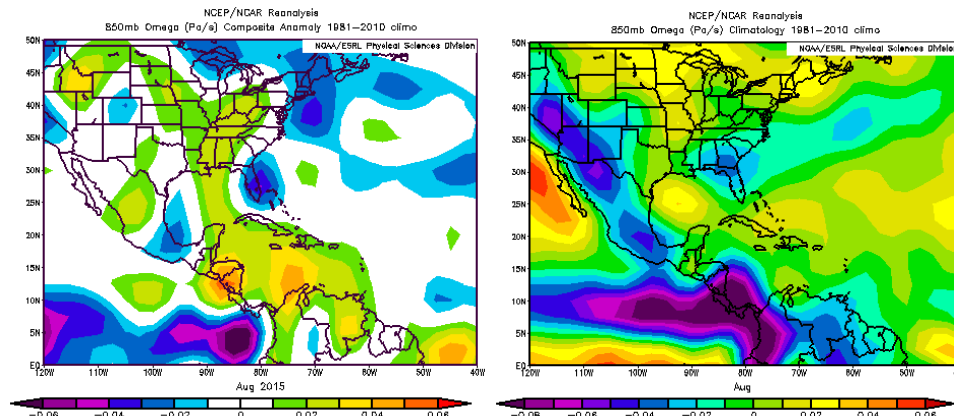 NCEP/NCAR Reanalysis
850mb Omega (Pa/s) Composite Anomaly 1981−2010 climo
NOAA/ESRL Physical Sciences Division
50N
45N
40N
35N
30N
25N
20N
15N
10N
5N
EQ
120W 110W 100W 90W 80W 70W 60W 50W 40W
Aug 2015
−0.06 −0.04 −0.02 0 0.02 0.04 0.06
NCEP/NCAR Reanalysis
850mb Omega (Pa/s) Climatology 1981−2010 climo
NOAA/ESRL Physical Sciences Division
50N
45N
40N
35N
30N
25N
20N
15N
10N
5N
EQ
120W 110W 100W 90W 80W 70W 60W 50W
Aug
−0.04 −0.02 0 0.02 0.04 0.06